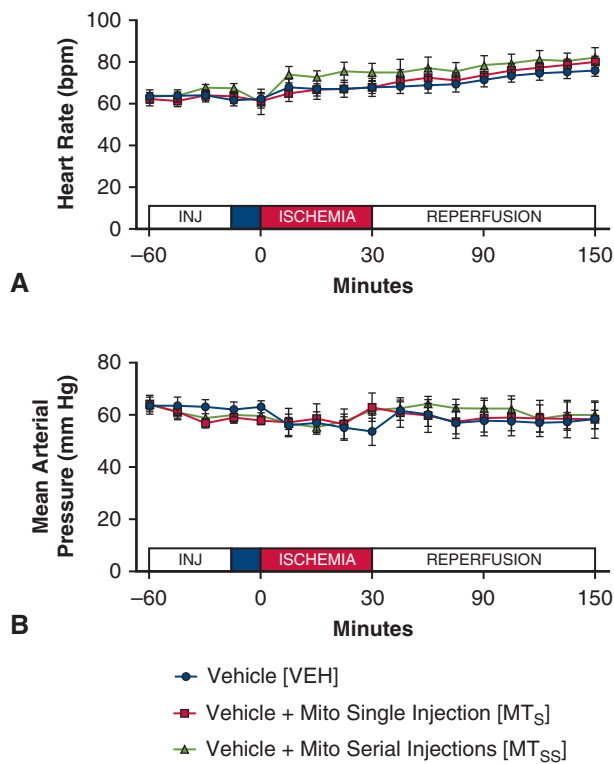 100
80
60
40
20
0
Heart Rate (bpm)
INJ
ISCHEMIA
REPERFUSION
–60
0
30
90
150
Minutes
A
80
60
40
20
0
Mean Arterial
Pressure (mm Hg)
INJ
ISCHEMIA
REPERFUSION
–60
0
30
90
150
Minutes
B
Vehicle [VEH]
Vehicle + Mito Single Injection [MTS]
Vehicle + Mito Serial Injections [MTSS]